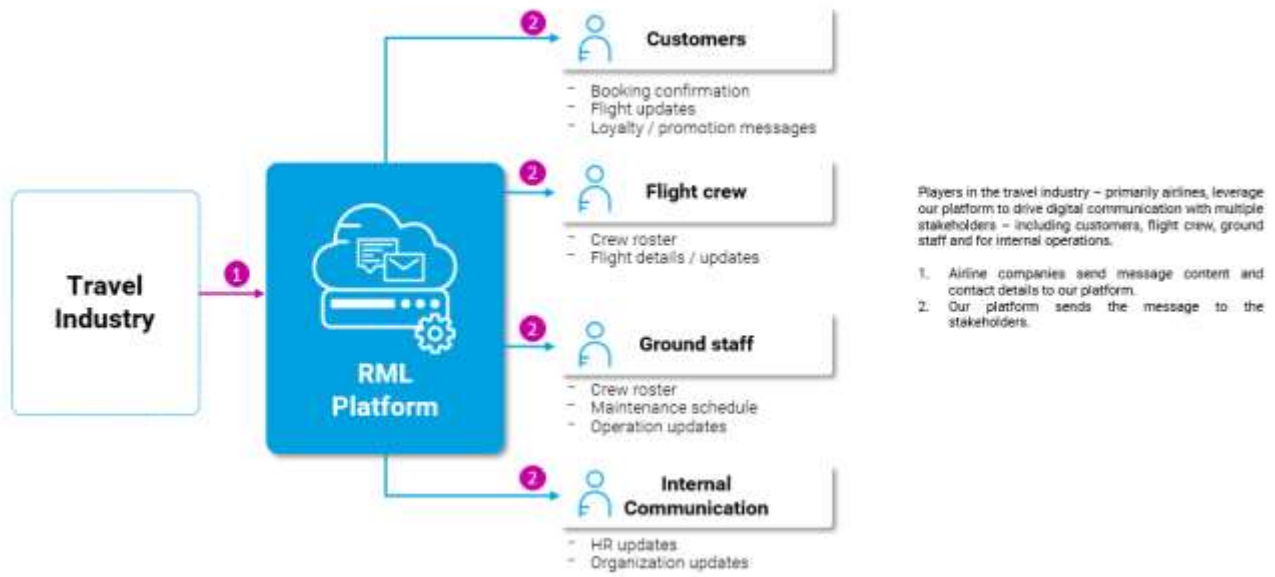 2
Customers
- Booking confirmation
- Flight updates
- Loyalty / promotion messages
2
Flight crew
- Crew roster
- Flight details / updates
Travel
Industry
1
RML
Platform
2
Ground staff
- Crew roster
- Maintenance schedule
- Operation updates
2
Internal
Communication
- HR updates
- Organization updates
Players in the travel industry – primarily airlines, leverage
our platform to drive digital communication with multiple
stakeholders – including customers, flight crew, ground
staff and for internal operations.
1. Airline companies send message content and
contact details to our platform.
2. Our platform sends the message to the
stakeholders.